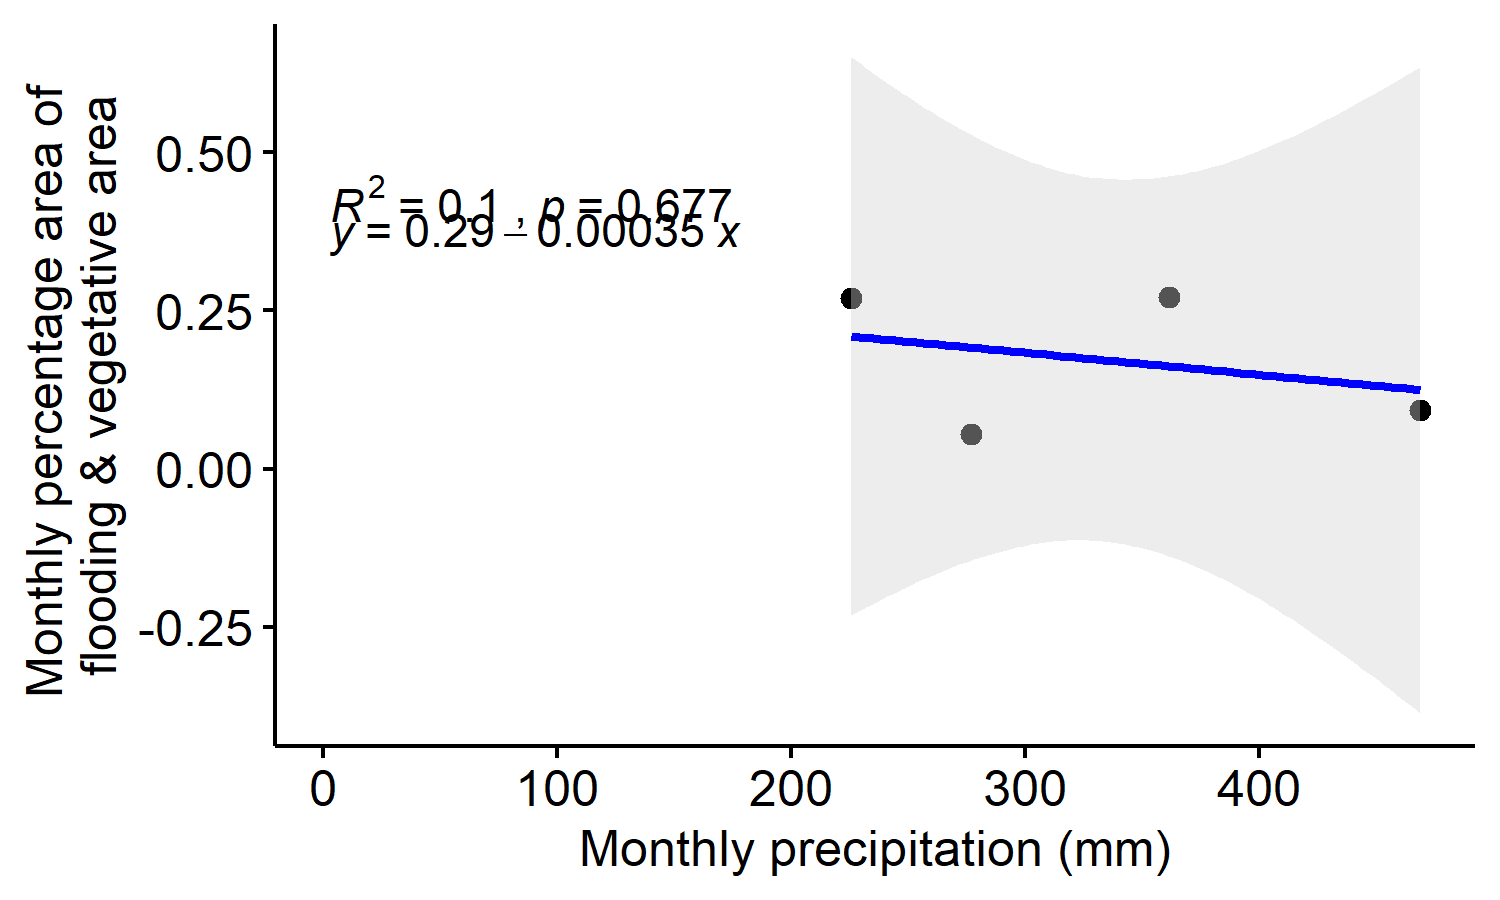 Monthly percentage area of
flooding & vegetative area
0.50
0.25
0.00
-0.25
R² = 0.1 , p = 0.677
y = 0.29 − 0.00035 x
0 100 200 300 400
Monthly precipitation (mm)